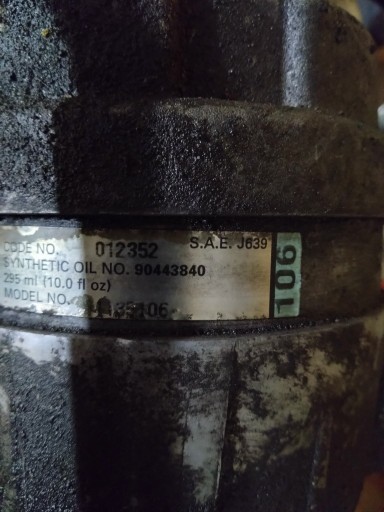 CODE NO. 012352 S.A.E. J639
SYNTHETIC OIL NO. 90443840
295 ml (10.0 fl oz)
MODEL NO.
106